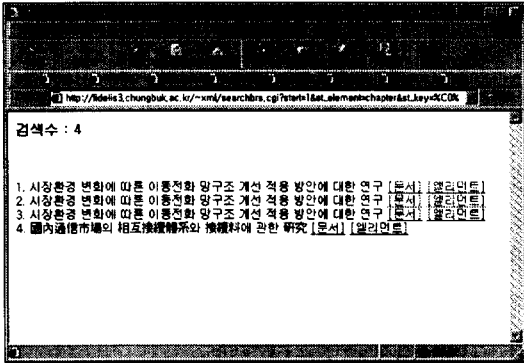 http://fidelis3.chungbuk.ac.kr/~xml/searchbra.cgi?start=1&st_element=chapter&st_key=%C0%
검색수 : 4
1. 시장환경 변화에 따른 이동전화 망구조 개선 적용 방안에 대한 연구 [문서] [엘리먼트]
2. 시장환경 변화에 따른 이동전화 망구조 개선 적용 방안에 대한 연구 [문서] [엘리먼트]
3. 시장환경 변화에 따른 이동전화 망구조 개선 적용 방안에 대한 연구 [문서] [엘리먼트]
4. 國內通信市場의 相互接續體系와 接續料에 관한 硏究 [문서] [엘리먼트]